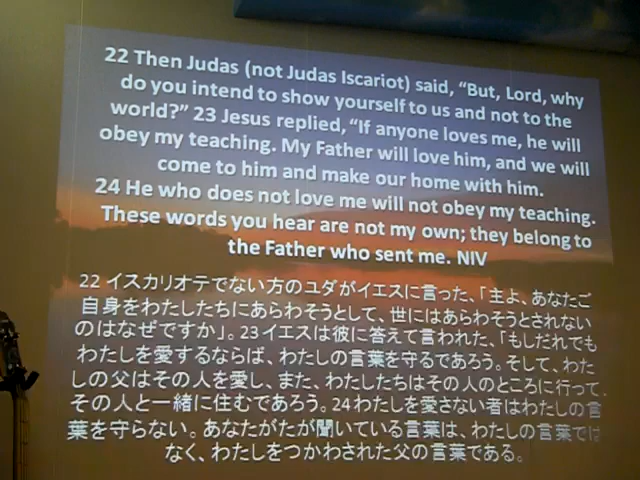 22 Then Judas (not Judas Iscariot) said, “But, Lord, why
do you intend to show yourself to us and not to the
world?” 23 Jesus replied, “If anyone loves me, he will
obey my teaching. My Father will love him, and we will
come to him and make our home with him.
24 He who does not love me will not obey my teaching.
These words you hear are not my own; they belong to
the Father who sent me. NIV
22 イスカリオテでない方のユダがイエスに言った、「主よ、あなたご
自身をわたしたちにあらわそうとして、世にはあらわそうとされない
のはなぜですか」。23 イエスは彼に答えて言われた、「もしだれでも
わたしを愛するならば、わたしの言葉を守るであろう。そして、わた
しの父はその人を愛し、また、わたしたちはその人のところに行って、
その人と一緒に住むであろう。24 わたしを愛さない者はわたしの言
葉を守らない。あなたがたが聞いている言葉は、わたしの言葉では
なく、わたしをつかわされた父の言葉である。